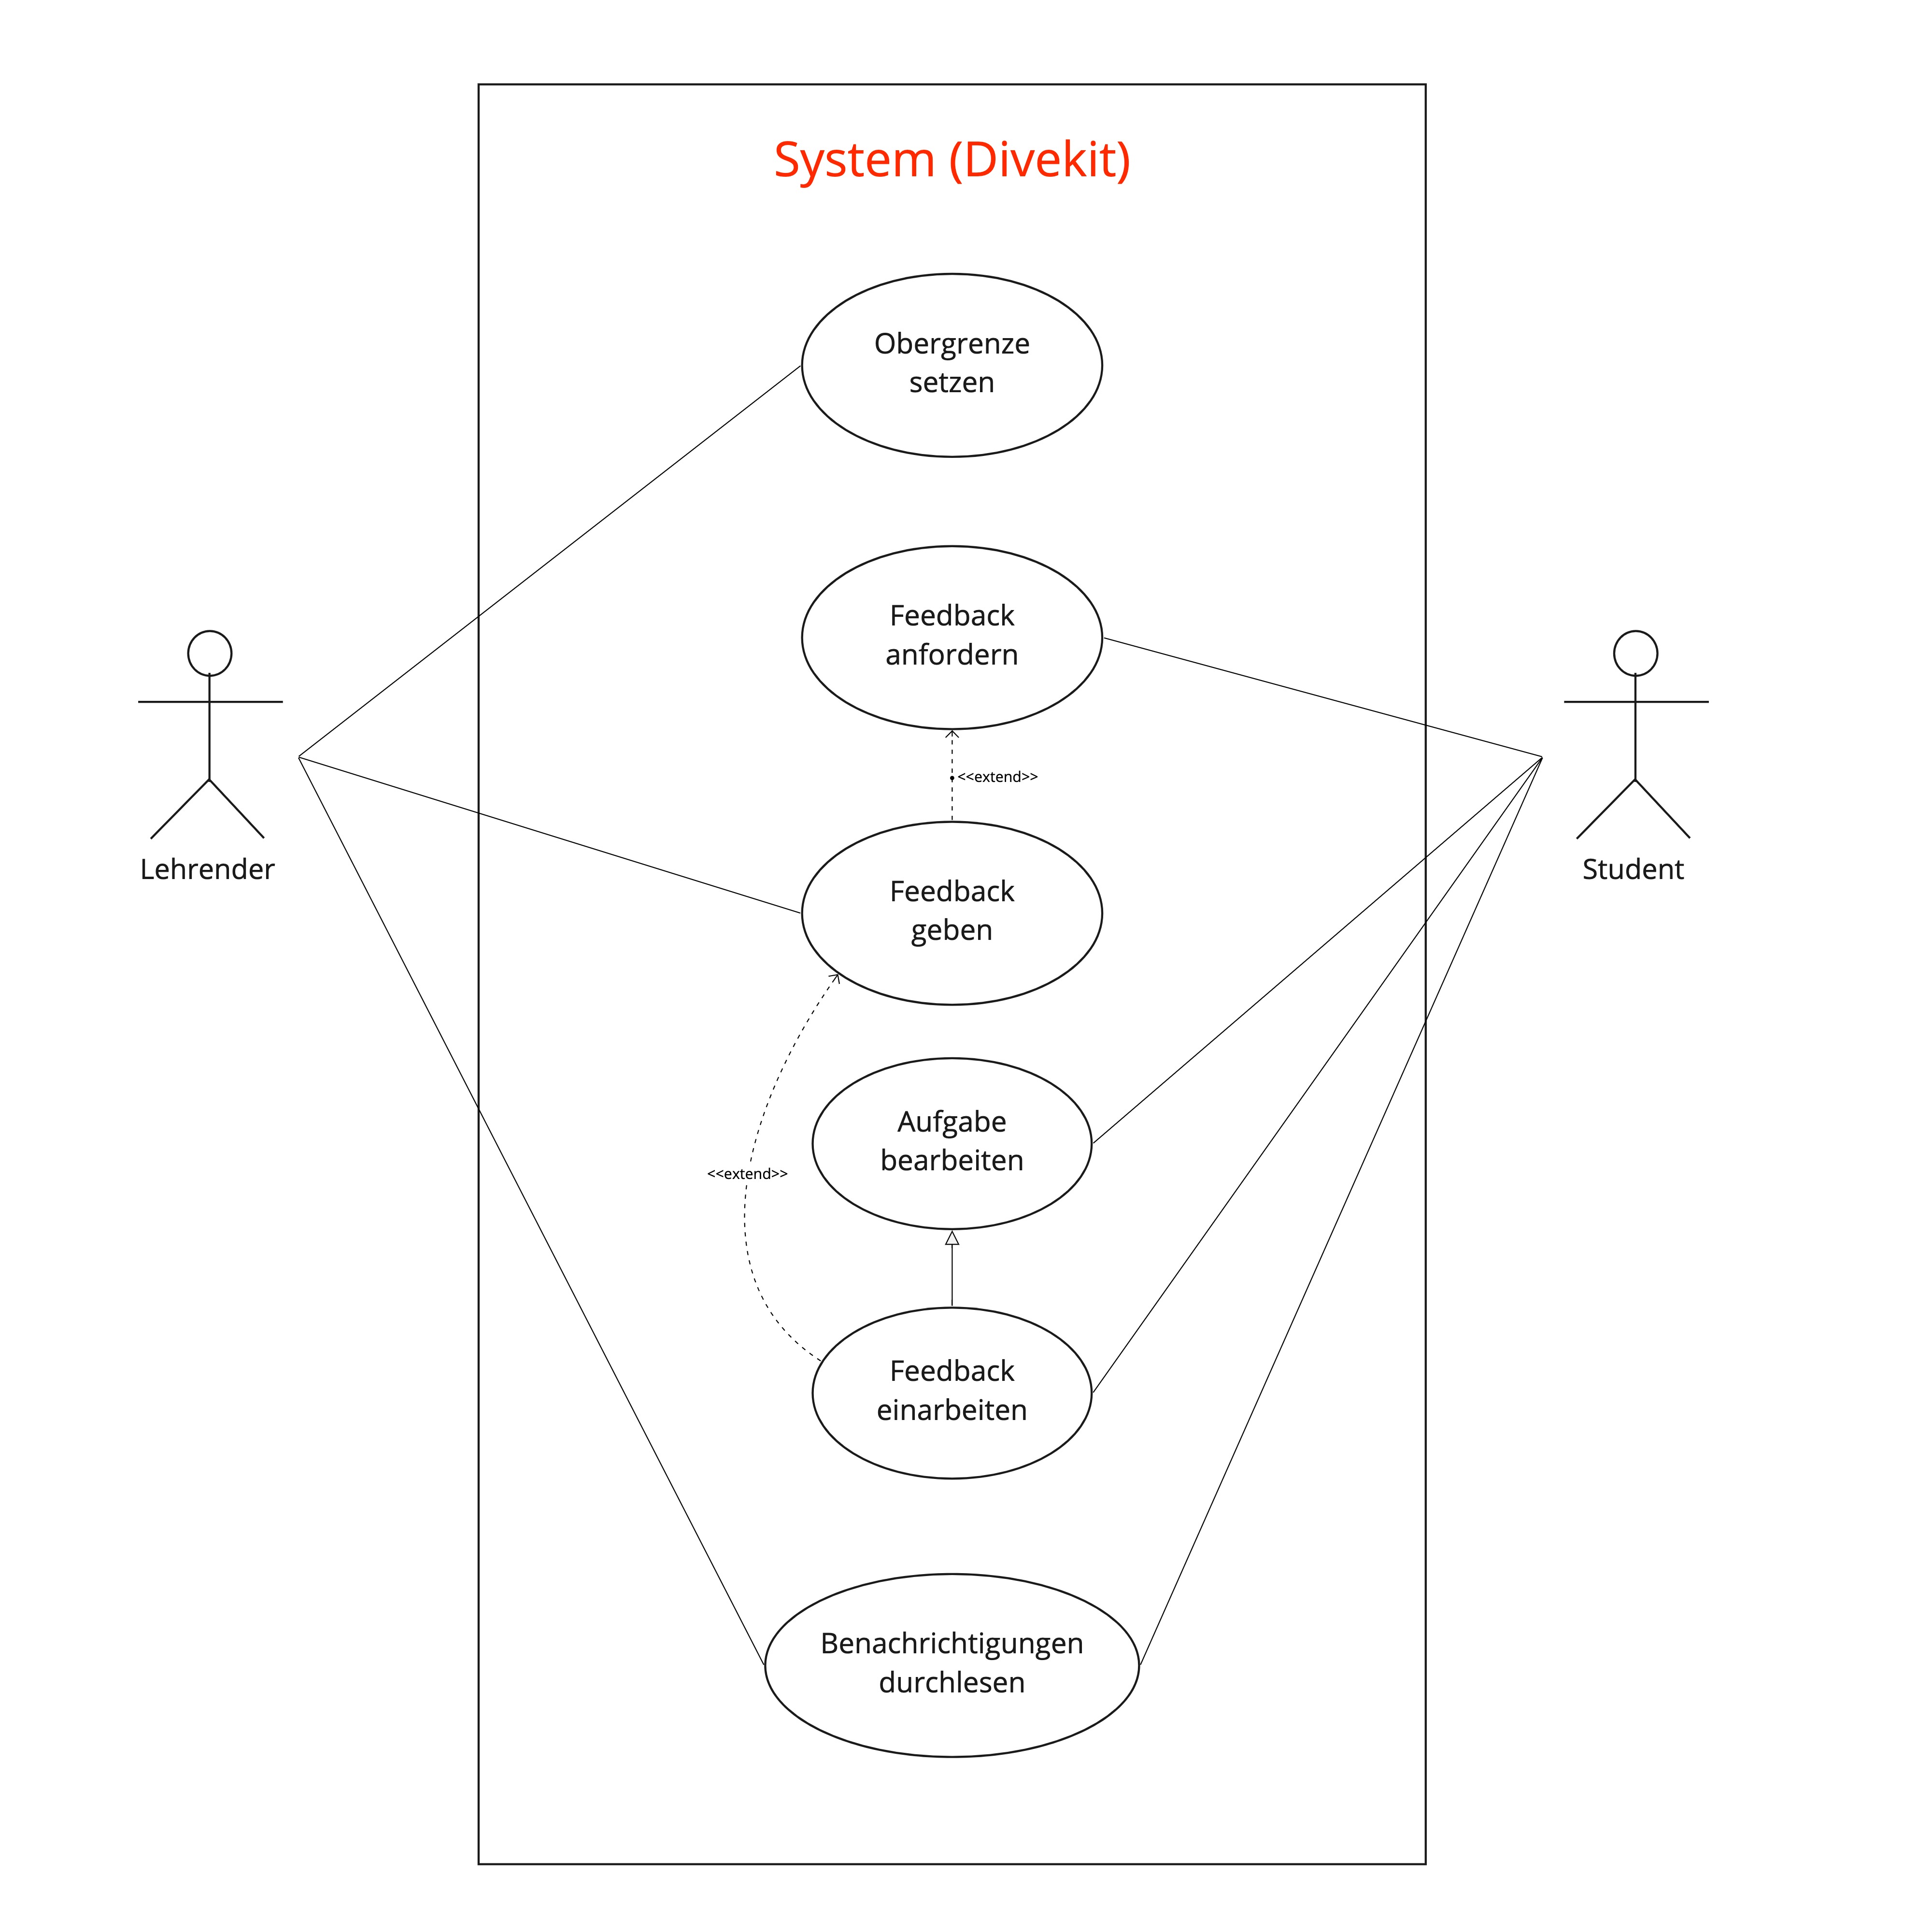 System (Divekit)
Obergrenze
setzen
Feedback
anfordern
<<extend>>
Lehrender
Student
Feedback
geben
Aufgabe
bearbeiten
<<extend>>
Feedback
einarbeiten
Benachrichtigungen
durchlesen